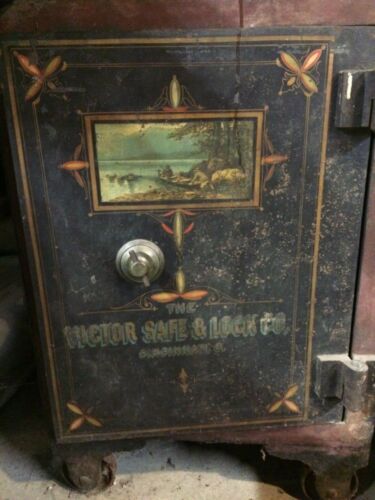 THE
VICTOR SAFE & LOCK CO.
CINCINNATI, O.